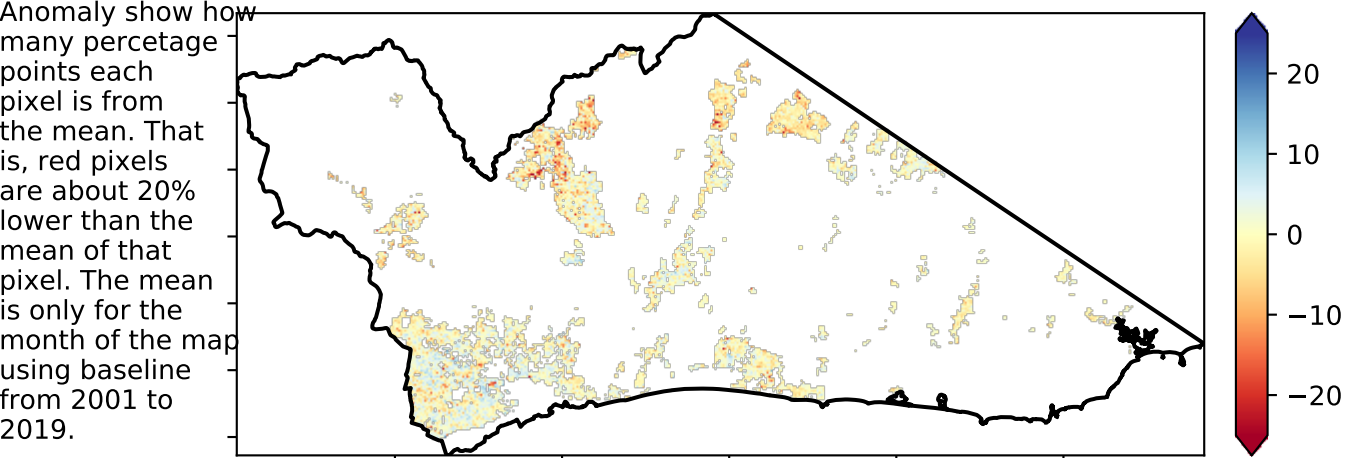 Anomaly show how
many percetage
points each
pixel is from
the mean. That
is, red pixels
are about 20%
lower than the
mean of that
pixel. The mean
is only for the
month of the map
using baseline
from 2001 to
2019.
20
10
0
−10
−20